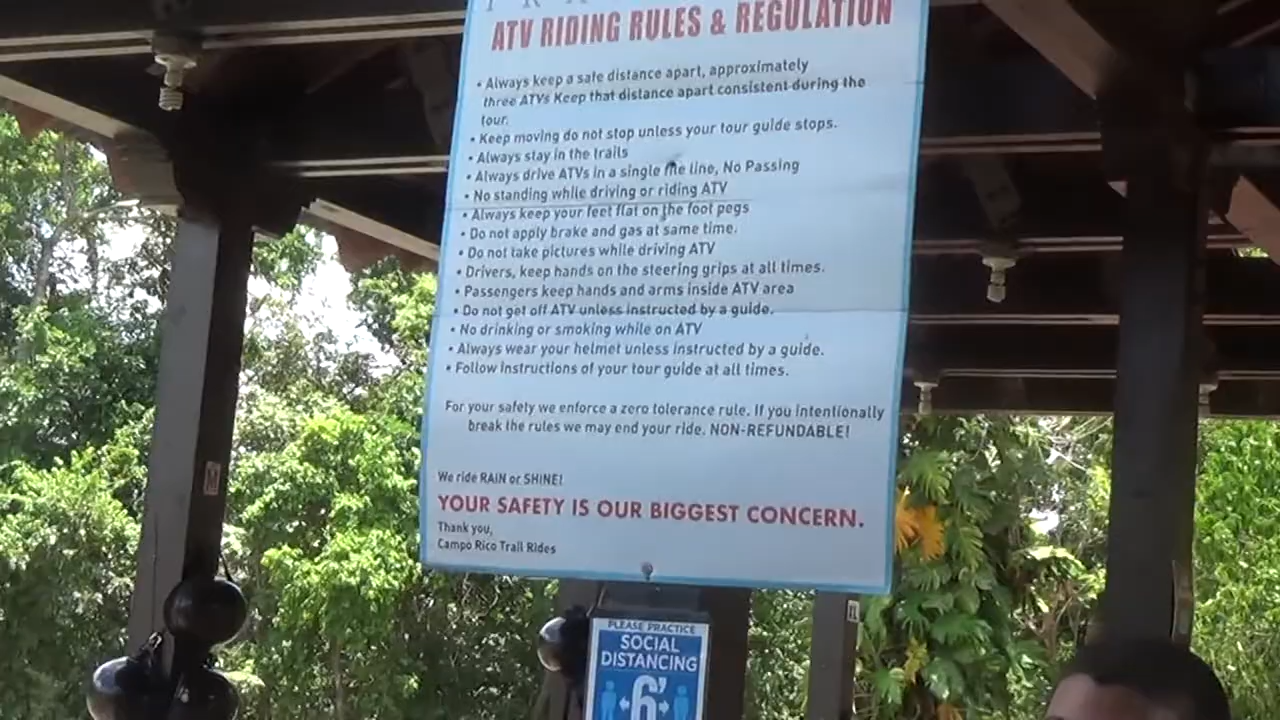 ATV RIDING RULES & REGULATION
• Always keep a safe distance apart, approximately
three ATVs Keep that distance apart consistent during the
tour.
• Keep moving do not stop unless your tour guide stops.
• Always stay in the trails
• Always drive ATVs in a single file line, No Passing
• No standing while driving or riding ATV
• Always keep your feet flat on the foot pegs
• Do not apply brake and gas at same time.
• Do not take pictures while driving ATV
• Drivers, keep hands on the steering grips at all times.
• Passengers keep hands and arms inside ATV area
• Do not get off ATV unless instructed by a guide.
• No drinking or smoking while on ATV
• Always wear your helmet unless instructed by a guide.
• Follow instructions of your tour guide at all times.
For your safety we enforce a zero tolerance rule. If you intentionally
break the rules we may end your ride. NON-REFUNDABLE!
We ride RAIN or SHINE!
YOUR SAFETY IS OUR BIGGEST CONCERN.
Thank you,
Campo Rico Trail Rides
PLEASE PRACTICE
SOCIAL
DISTANCING
6'